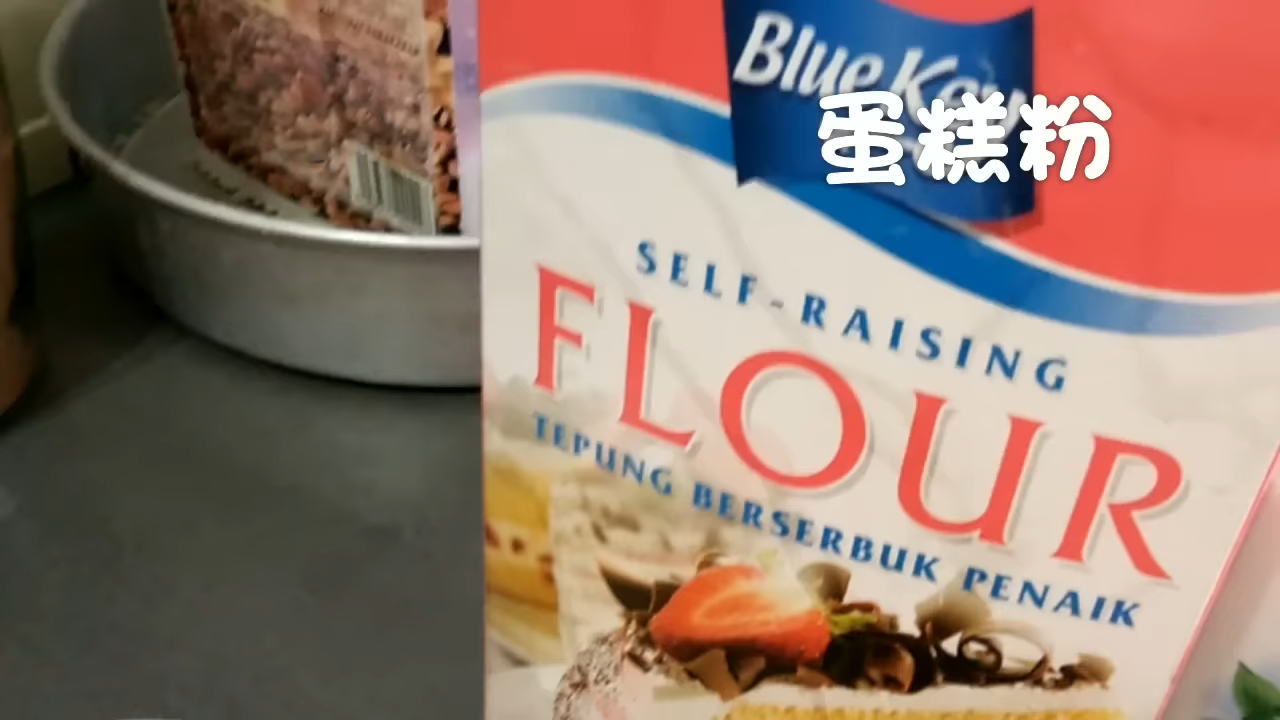 Blue Key
蛋糕粉
SELF-RAISING
FLOUR
TEPUNG BERSERBUK PENAIK